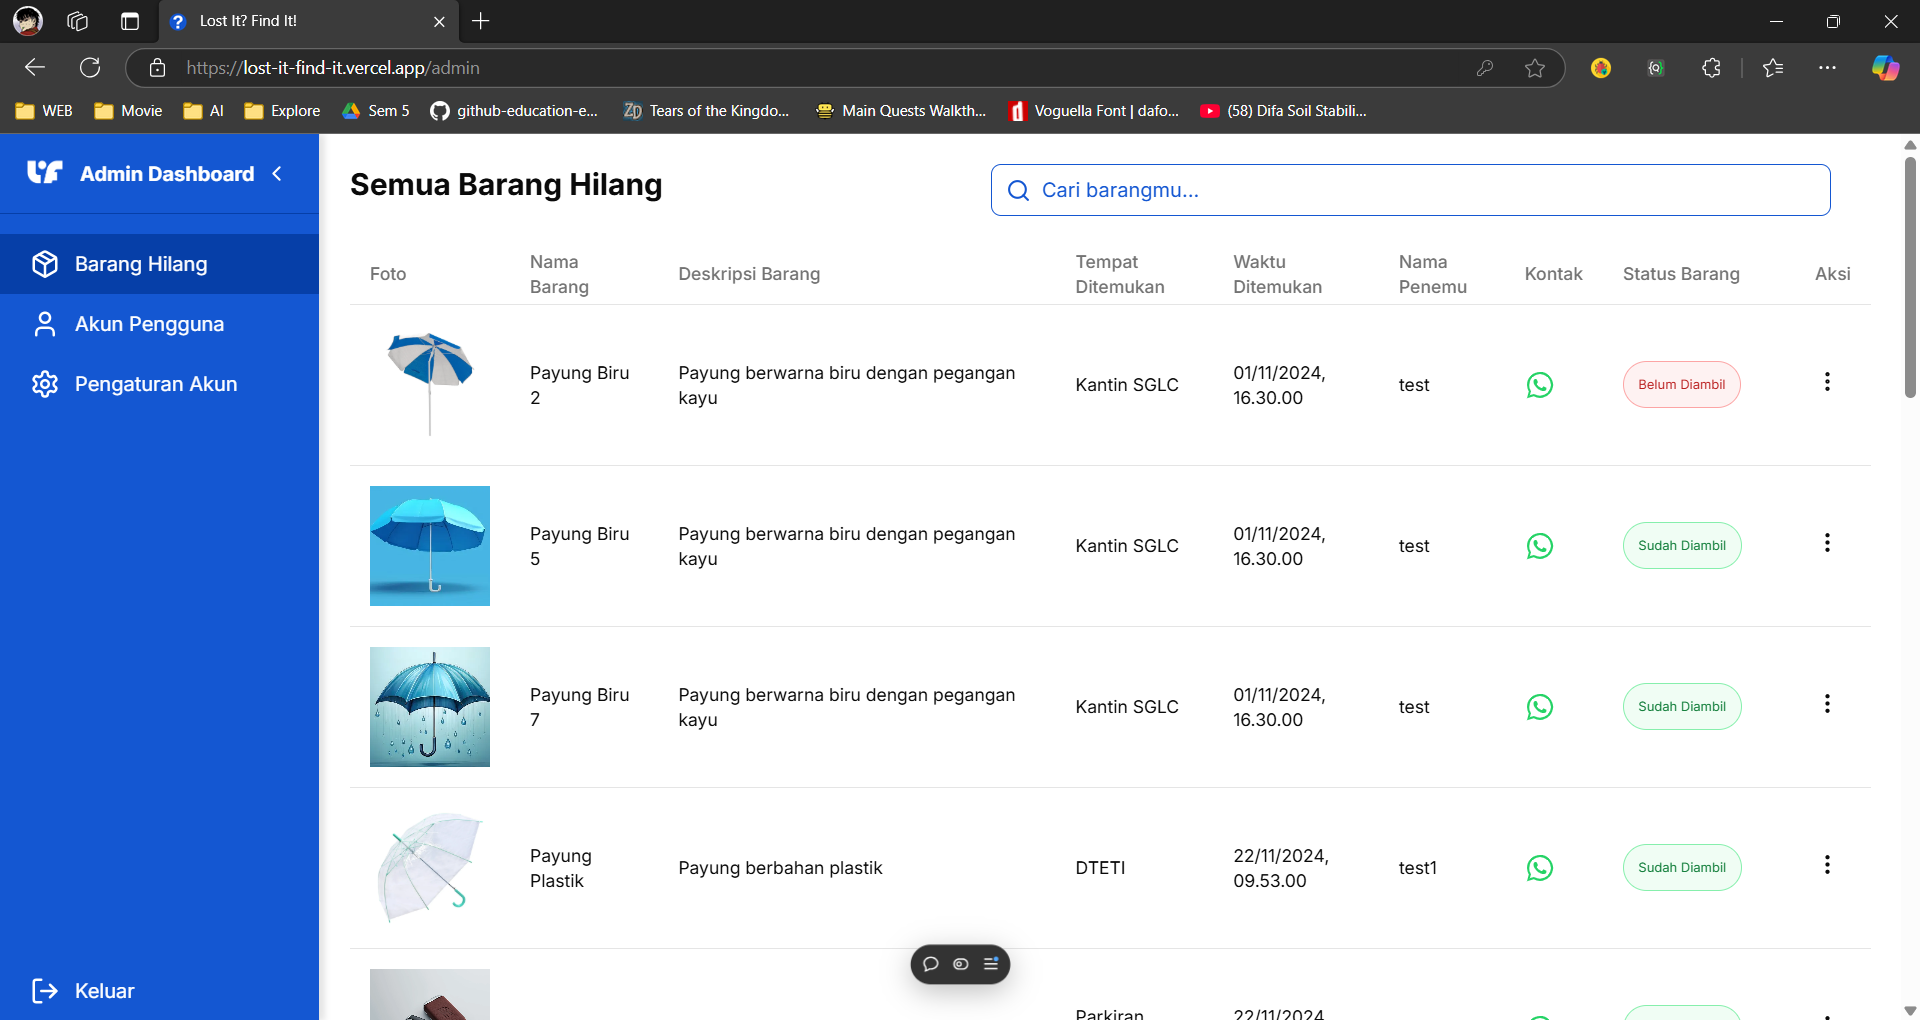 Lost It? Find It!
https://lost-it-find-it.vercel.app/admin
WEB
Movie
AI
Explore
Sem 5
github-education-e...
Tears of the Kingdo...
Main Quests Walkth...
Voguella Font | dafo...
(58) Difa Soil Stabili...
Admin Dashboard
Barang Hilang
Akun Pengguna
Pengaturan Akun
Keluar
Semua Barang Hilang
Cari barangmu...
Foto
Nama
Barang
Deskripsi Barang
Tempat
Ditemukan
Waktu
Ditemukan
Nama
Penemu
Kontak
Status Barang
Aksi
Payung Biru
2
Payung berwarna biru dengan pegangan
kayu
Kantin SGLC
01/11/2024,
16.30.00
test
Belum Diambil
Payung Biru
5
Payung berwarna biru dengan pegangan
kayu
Kantin SGLC
01/11/2024,
16.30.00
test
Sudah Diambil
Payung Biru
7
Payung berwarna biru dengan pegangan
kayu
Kantin SGLC
01/11/2024,
16.30.00
test
Sudah Diambil
Payung
Plastik
Payung berbahan plastik
DTETI
22/11/2024,
09.53.00
test1
Sudah Diambil
Parkiran
22/11/2024